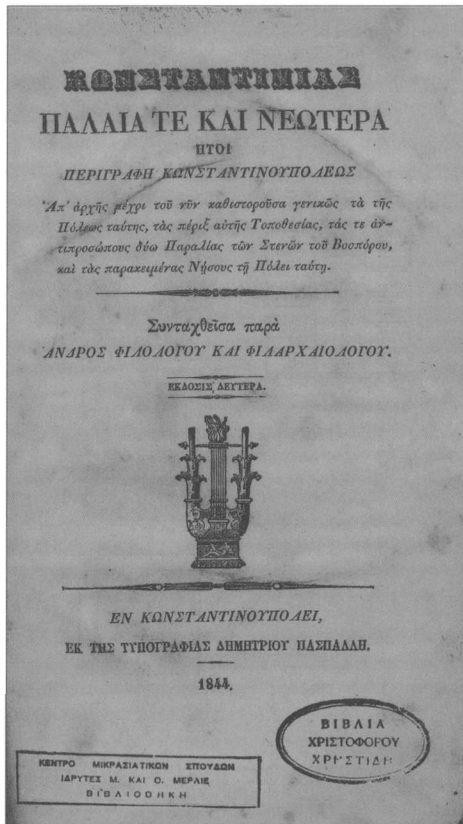 ΚΩΝΣΤΑΝΤΙΝΙΑΣ
ΠΑΛΑΙΑ ΤΕ ΚΑΙ ΝΕΩΤΕΡΑ
ΗΤΟΙ
ΠΕΡΙΓΡΑΦΗ ΚΩΝΣΤΑΝΤΙΝΟΥΠΟΛΕΩΣ
Ἀπ' ἀρχῆς μέχρι τοῦ νῦν καθιστοροῦσα γενικῶς τὰ τῆς
Πόλεως ταύτης, τὰς πέριξ αὐτῆς Τοποθεσίας, τάς τε ἀν-
τιπροσώπους δύω Παραλίας τῶν Στενῶν τοῦ Βοσπόρου,
καὶ τὰς παρακειμένας Νήσους τῇ Πόλει ταύτῃ.
Συνταχθεῖσα παρὰ
ΑΝΔΡΟΣ ΦΙΛΟΛΟΓΟΥ ΚΑΙ ΦΙΛΑΡΧΑΙΟΛΟΓΟΥ.
ΕΚΔΟΣΙΣ ΔΕΥΤΕΡΑ.
ΕΝ ΚΩΝΣΤΑΝΤΙΝΟΥΠΟΛΕΙ,
ΕΚ ΤΗΣ ΤΥΠΟΓΡΑΦΙΑΣ ΔΗΜΗΤΡΙΟΥ ΠΑΣΠΑΛΛΗ.
1844.
ΒΙΒΛΙΑ
ΧΡΙΣΤΟΦΟΡΟΥ
ΧΡΗΣΤΙΔΗ
ΚΕΝΤΡΟ ΜΙΚΡΑΣΙΑΤΙΚΩΝ ΣΠΟΥΔΩΝ
ΙΔΡΥΤΕΣ Μ. ΚΑΙ Ο. ΜΕΡΛΙΕ
ΒΙΒΛΙΟΘΗΚΗ